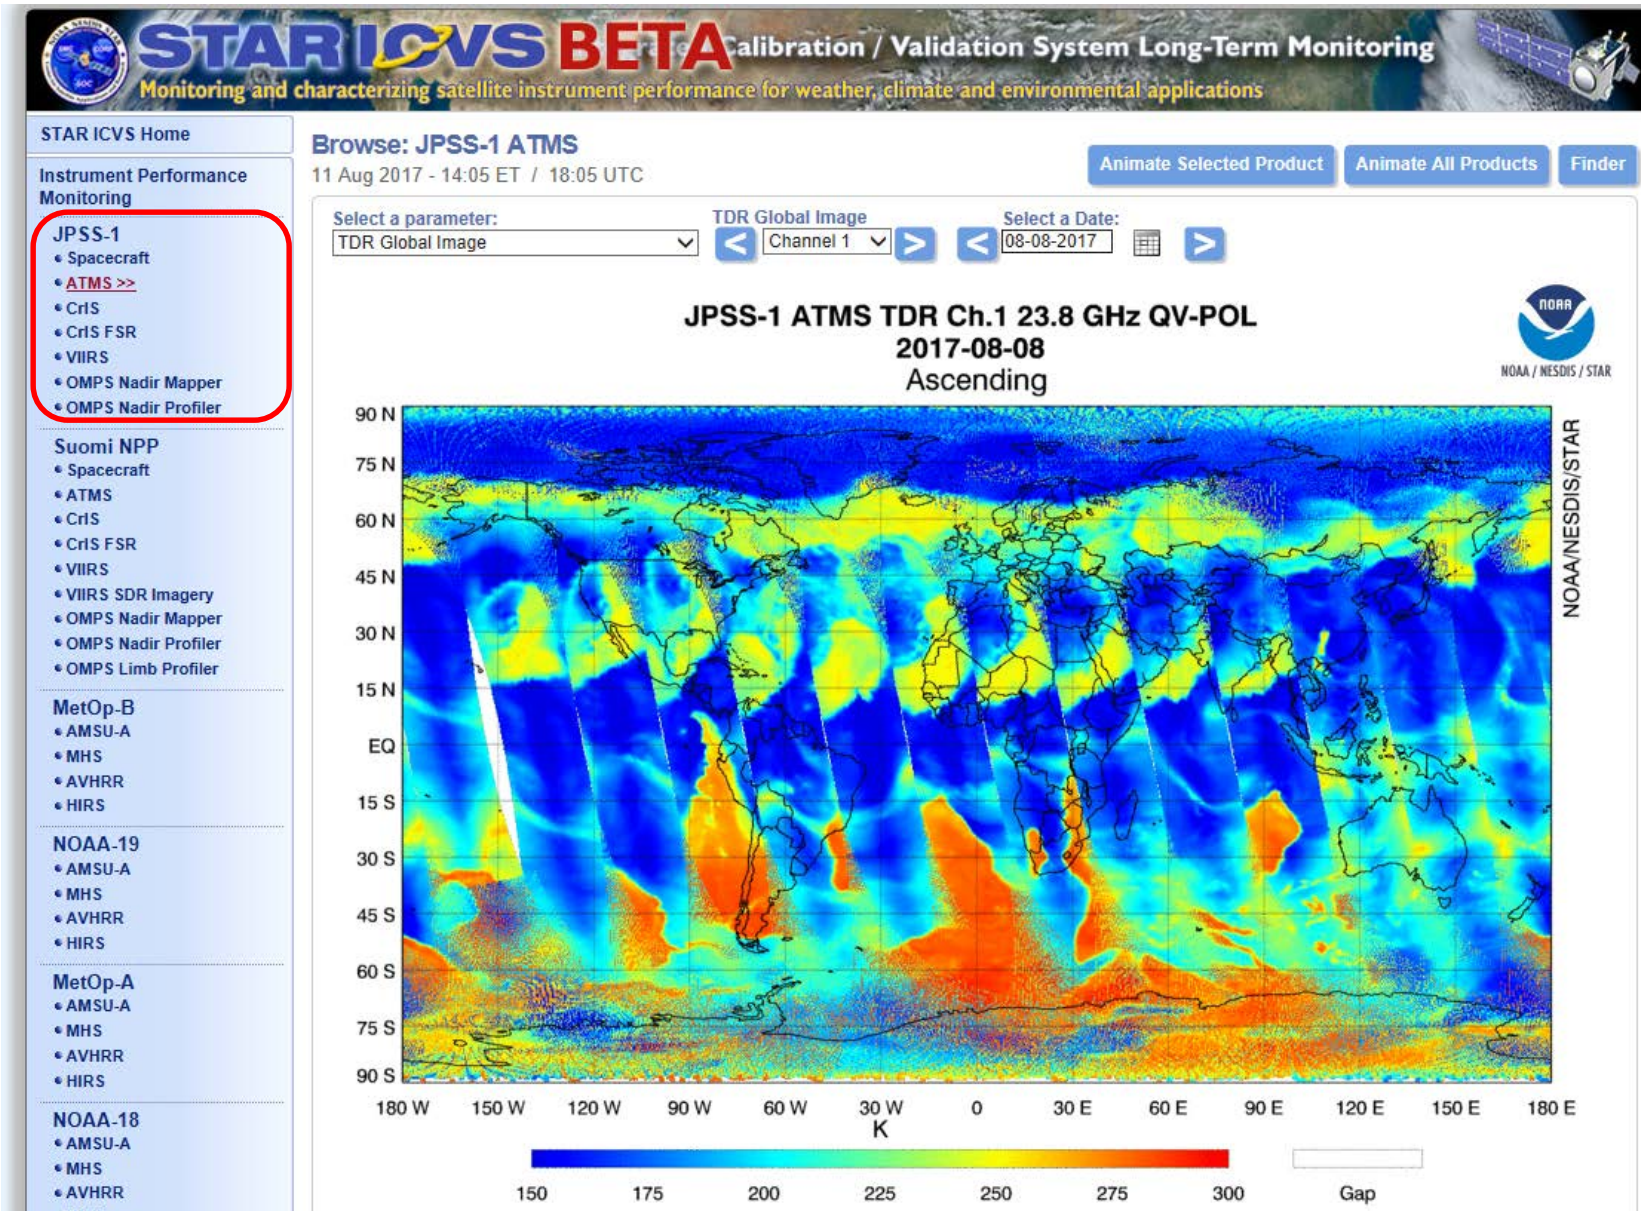 STAR ICVS BETA
Calibration / Validation System Long-Term Monitoring
Monitoring and characterizing satellite instrument performance for weather, climate and environmental applications
STAR ICVS Home
Instrument Performance
Monitoring
JPSS-1
Spacecraft
ATMS >>
CrIS
CrIS FSR
VIIRS
OMPS Nadir Mapper
OMPS Nadir Profiler
Suomi NPP
Spacecraft
ATMS
CrIS
CrIS FSR
VIIRS
VIIRS SDR Imagery
OMPS Nadir Mapper
OMPS Nadir Profiler
OMPS Limb Profiler
MetOp-B
AMSU-A
MHS
AVHRR
HIRS
NOAA-19
AMSU-A
MHS
AVHRR
HIRS
MetOp-A
AMSU-A
MHS
AVHRR
HIRS
NOAA-18
AMSU-A
MHS
AVHRR
Browse: JPSS-1 ATMS
11 Aug 2017 - 14:05 ET / 18:05 UTC
Animate Selected Product
Animate All Products
Finder
Select a parameter:
TDR Global Image
TDR Global Image
< Channel 1 >
Select a Date:
< 08-08-2017 >
JPSS-1 ATMS TDR Ch.1 23.8 GHz QV-POL
2017-08-08
Ascending
NOAA
NOAA / NESDIS / STAR
NOAA/NESDIS/STAR
90 N
75 N
60 N
45 N
30 N
15 N
EQ
15 S
30 S
45 S
60 S
75 S
90 S
180 W 150 W 120 W 90 W 60 W 30 W 0 30 E 60 E 90 E 120 E 150 E 180 E
K
150 175 200 225 250 275 300 Gap